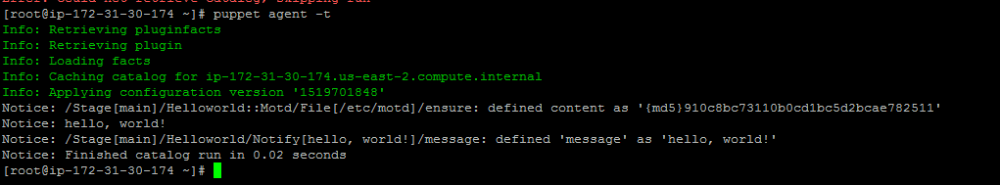 Error: Could not retrieve catalog; skipping run
[root@ip-172-31-30-174 ~]# puppet agent -t
Info: Retrieving pluginfacts
Info: Retrieving plugin
Info: Loading facts
Info: Caching catalog for ip-172-31-30-174.us-east-2.compute.internal
Info: Applying configuration version '1519701848'
Notice: /Stage[main]/Helloworld::Motd/File[/etc/motd]/ensure: defined content as '{md5}910c8bc73110b0cd1bc5d2bcae782511'
Notice: hello, world!
Notice: /Stage[main]/Helloworld/Notify[hello, world!]/message: defined 'message' as 'hello, world!'
Notice: Finished catalog run in 0.02 seconds
[root@ip-172-31-30-174 ~]#